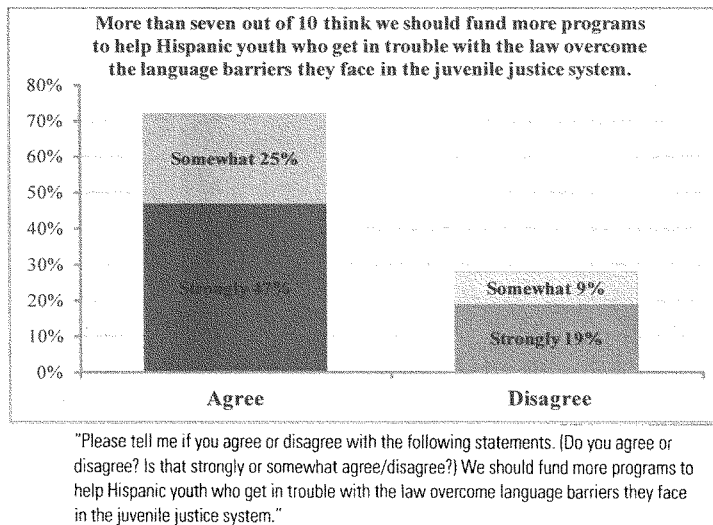 More than seven out of 10 think we should fund more programs
to help Hispanic youth who get in trouble with the law overcome
the language barriers they face in the juvenile justice system.
80%
70%
60%
50%
40%
30%
20%
10%
0%
Somewhat 25%
Strongly 47%
Somewhat 9%
Strongly 19%
Agree
Disagree
"Please tell me if you agree or disagree with the following statements. (Do you agree or
disagree? Is that strongly or somewhat agree/disagree?) We should fund more programs to
help Hispanic youth who get in trouble with the law overcome language barriers they face
in the juvenile justice system."